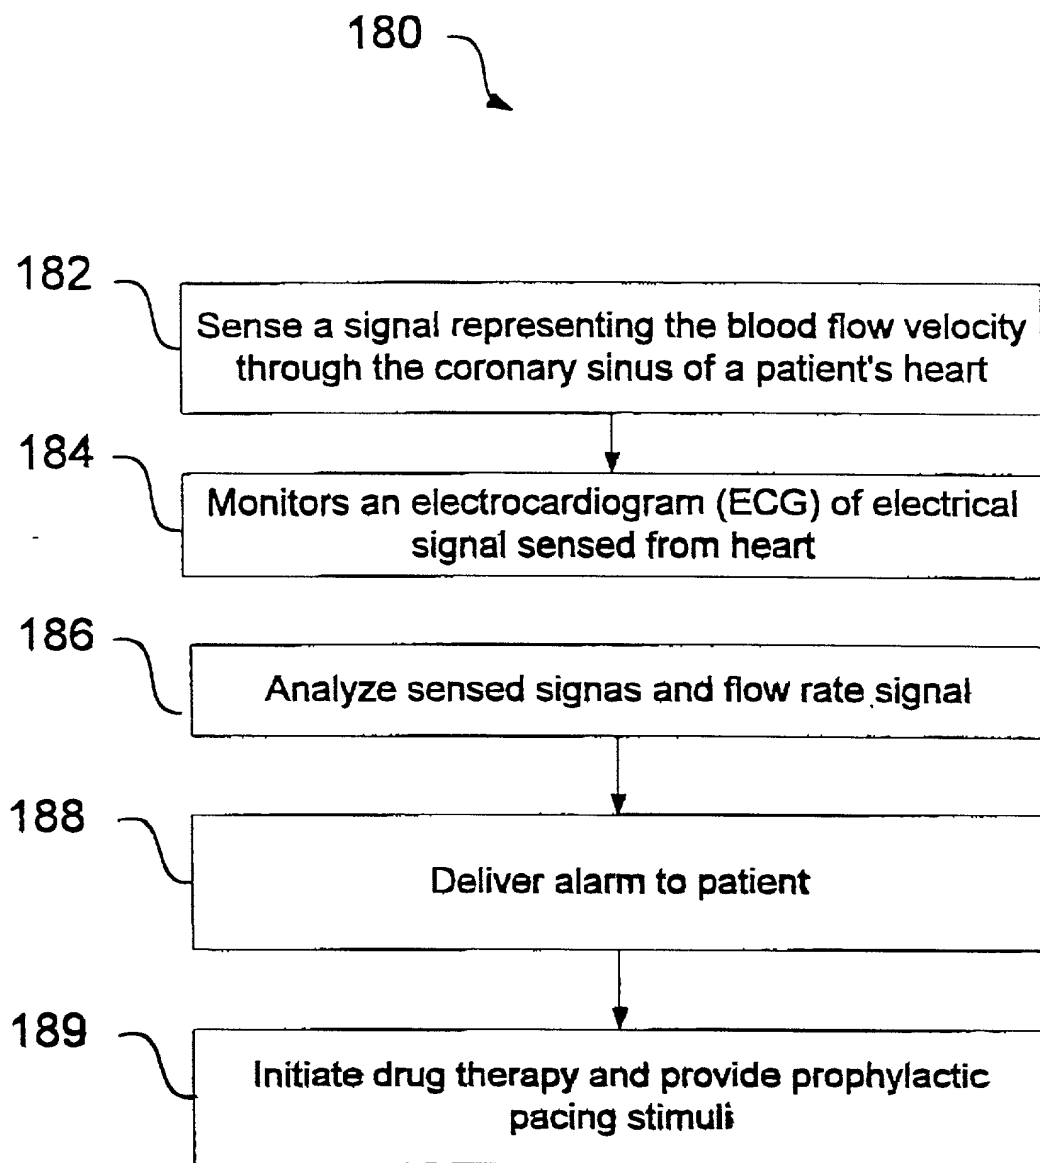 180
182
Sense a signal representing the blood flow velocity
through the coronary sinus of a patient's heart
184
Monitors an electrocardiogram (ECG) of electrical
signal sensed from heart
186
Analyze sensed signas and flow rate signal
188
Deliver alarm to patient
189
Initiate drug therapy and provide prophylactic
pacing stimuli